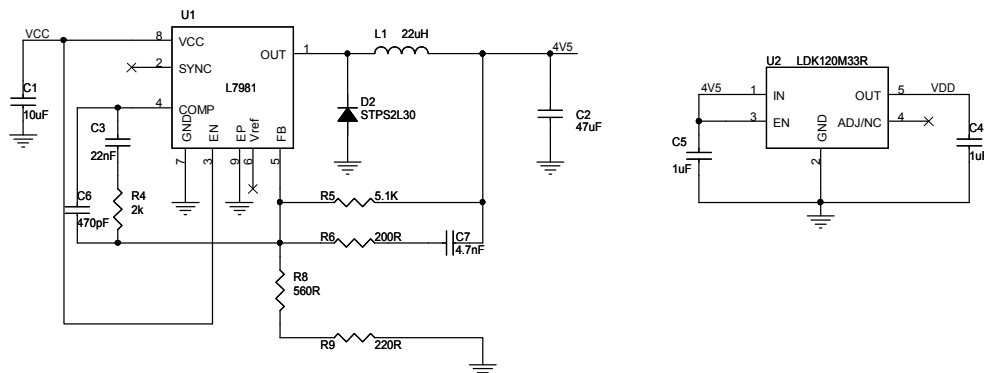 U1
L7981
VCC
8
VCC
2
SYNC
4
COMP
OUT
1
GND
7
EN
3
EP
9
Vref
6
FB
5
C1
10uF
C3
22nF
C6
470pF
R4
2k
L1 22uH
D2
STPS2L30
4V5
C2
47uF
R5 5.1K
R6 200R
C7
4.7nF
R8
560R
R9 220R
U2 LDK120M33R
4V5
1
IN
3
EN
OUT
5
VDD
ADJ/NC
4
GND
2
C5
1uF
C4
1uF